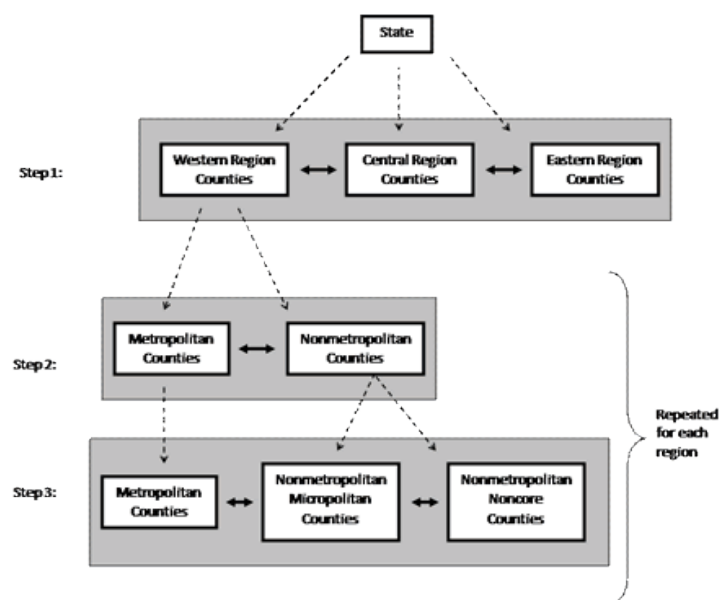 State
Step 1:
Western Region
Counties
Central Region
Counties
Eastern Region
Counties
Step 2:
Metropolitan
Counties
Nonmetropolitan
Counties
Repeated
for each
region
Step 3:
Metropolitan
Counties
Nonmetropolitan
Micropolitan
Counties
Nonmetropolitan
Noncore
Counties